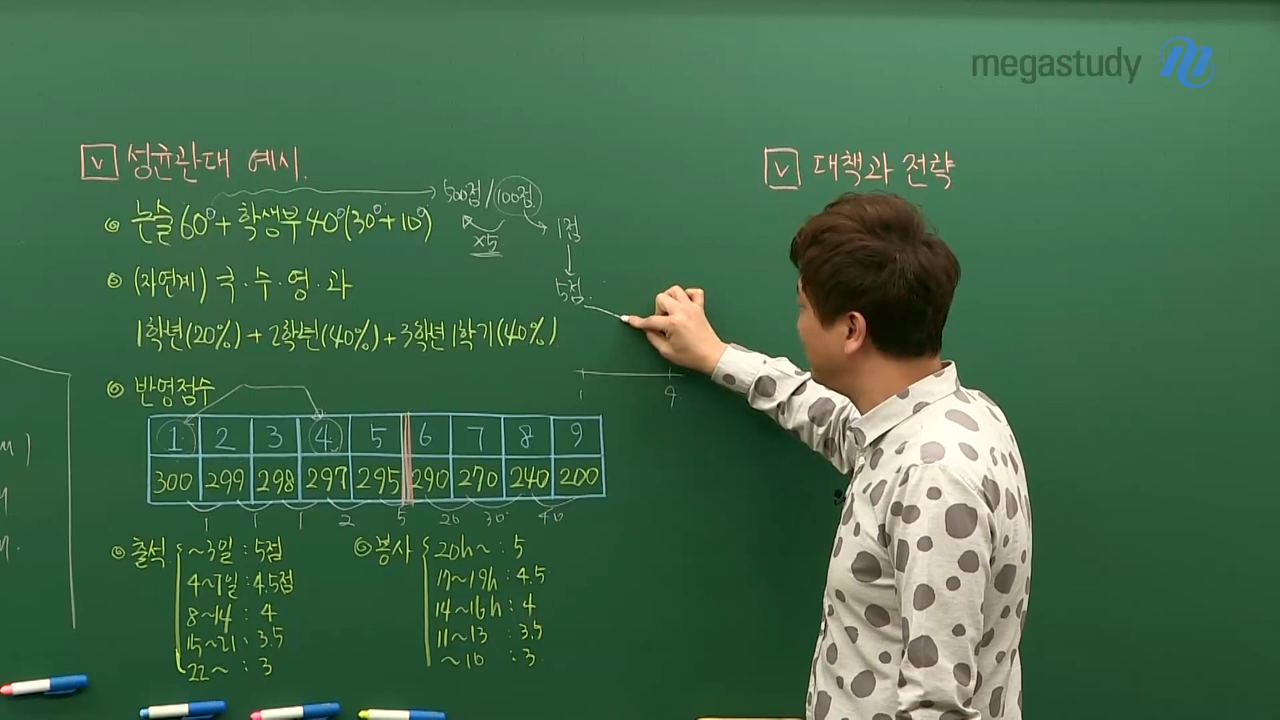 megastudy
v 성균관대 예시.
500점/100점
×5
1점
5점
◎ 논술 60% + 학생부 40%(30%+10%)
◎ (자연계) 국·수·영·과
1학년(20%) + 2학년(40%) + 3학년 1학기(40%)
1 4
◎ 반영점수
1 2 3 4 5 6 7 8 9
300 299 298 297 295 290 270 240 200
1 1 1 2 5 20 30 40
◎ 출석
~3일 : 5점
4~7일 : 4.5점
8~14 : 4
15~21 : 3.5
22~ : 3
◎ 봉사
20h~ : 5
17~19h : 4.5
14~16h : 4
11~13 : 3.5
~10 : 3
v 대책과 전략